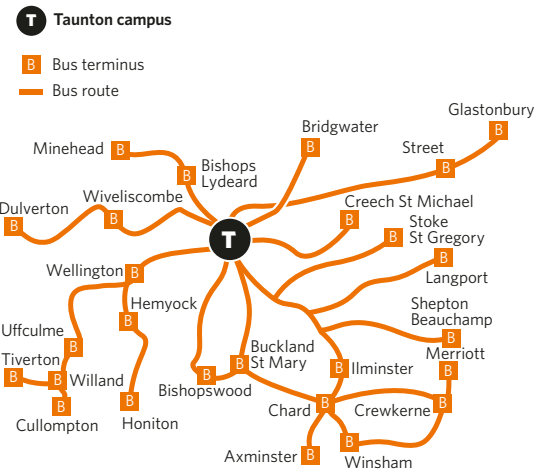 T Taunton campus
B Bus terminus
Bus route
Glastonbury
B
Bridgwater
B
Street
B
Minehead B
B Bishops
Lydeard
Wiveliscombe
B
Dulverton
B
Creech St Michael
B
Stoke
B St Gregory
T
B
Langport
Wellington B
Hemyock
B
Shepton
Beauchamp
B
Merriott
B
Uffculme
B
Tiverton
B
B Willand
B
Cullompton
Buckland
B St Mary
B
Bishopswood
B Ilminster
Chard B
Crewkerne B
B
Honiton
B
Winsham
Axminster B